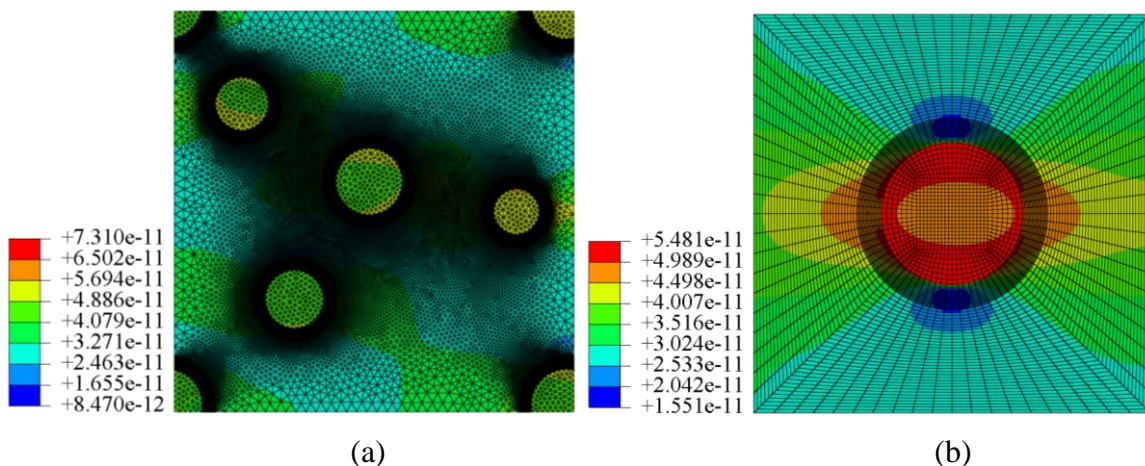 +7.310e-11
+6.502e-11
+5.694e-11
+4.886e-11
+4.079e-11
+3.271e-11
+2.463e-11
+1.655e-11
+8.470e-12
+5.481e-11
+4.989e-11
+4.498e-11
+4.007e-11
+3.516e-11
+3.024e-11
+2.533e-11
+2.042e-11
+1.551e-11
(a)
(b)